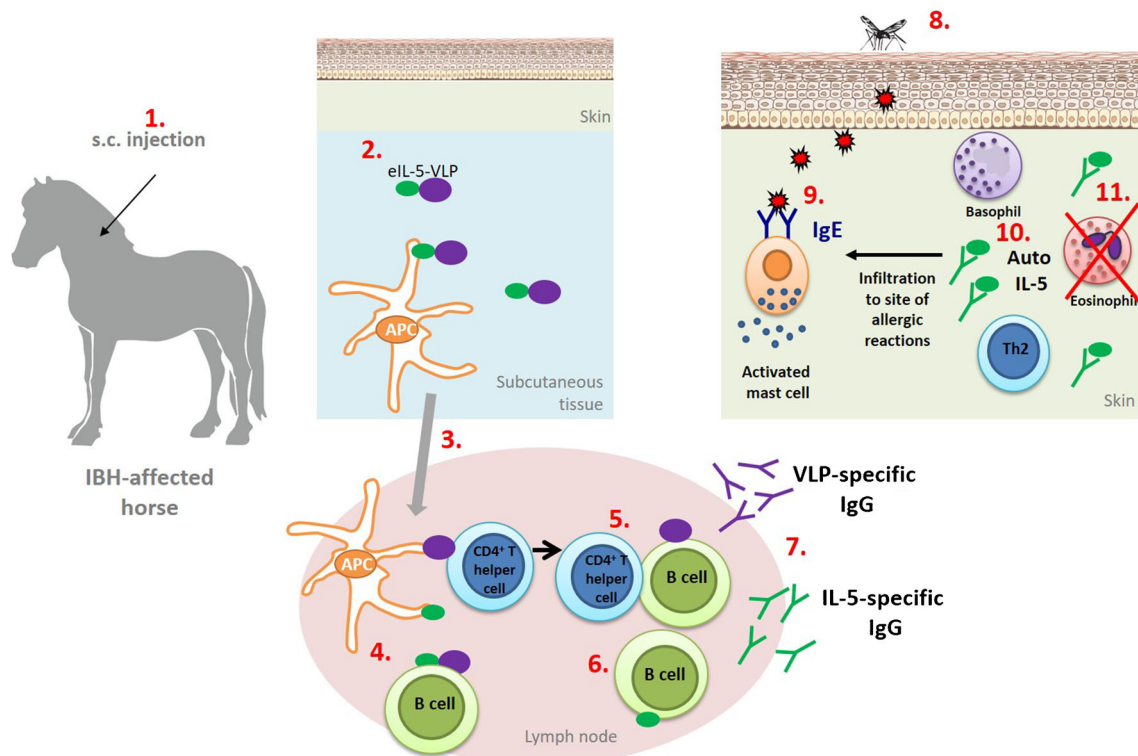 1.
s.c. injection
IBH-affected
horse
Skin
2.
eIL-5-VLP
APC
Subcutaneous
tissue
3.
APC
CD4⁺ T
helper
cell
4.
B cell
5.
CD4⁺ T
helper
cell
B cell
6.
B cell
Lymph node
VLP-specific
IgG
7.
IL-5-specific
IgG
8.
9.
IgE
Activated
mast cell
Infiltration
to site of
allergic
reactions
Basophil
10.
Auto
IL-5
11.
Eosinophil
Th2
Skin